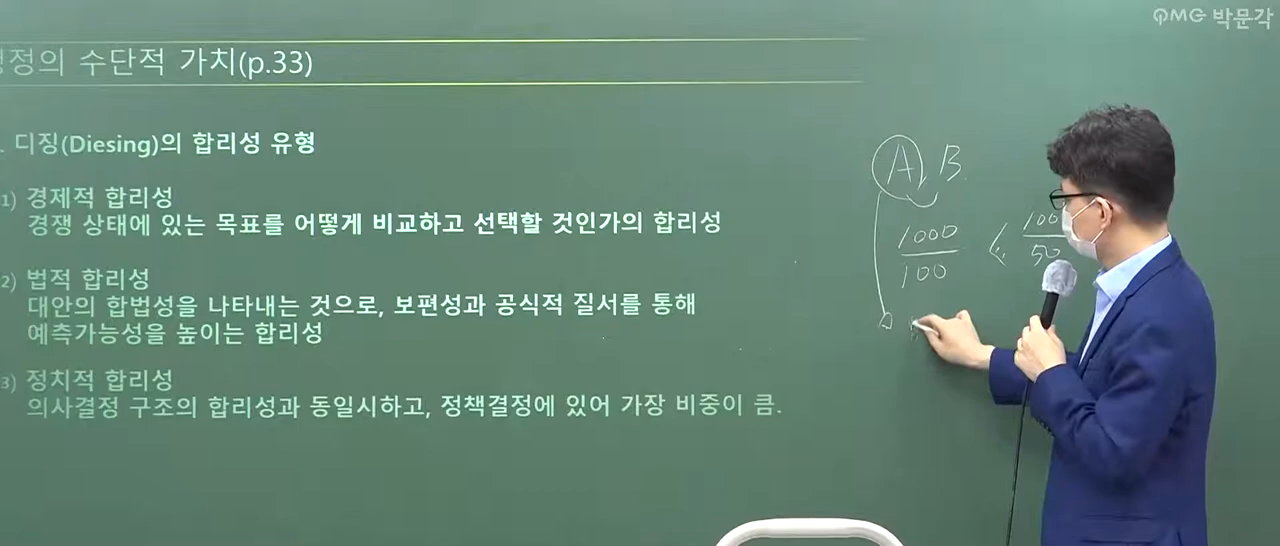 PMG 박문각
정의 수단적 가치(p.33)
. 디징(Diesing)의 합리성 유형
1) 경제적 합리성
경쟁 상태에 있는 목표를 어떻게 비교하고 선택할 것인가의 합리성
2) 법적 합리성
대안의 합법성을 나타내는 것으로, 보편성과 공식적 질서를 통해
예측가능성을 높이는 합리성
3) 정치적 합리성
의사결정 구조의 합리성과 동일시하고, 정책결정에 있어 가장 비중이 큼.
A B
1000
100
<
100
50